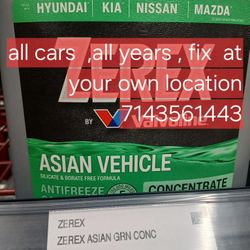 HYUNDAI KIA NISSAN MAZDA
ZEREX
all cars ,all years , fix at
your own location
7143561443
BY Valvoline
ASIAN VEHICLE
SILICATE & BORATE FREE FORMULA
ANTIFREEZE
CONCENTRATE
ZEREX
ZEREX ASIAN GRN CONC